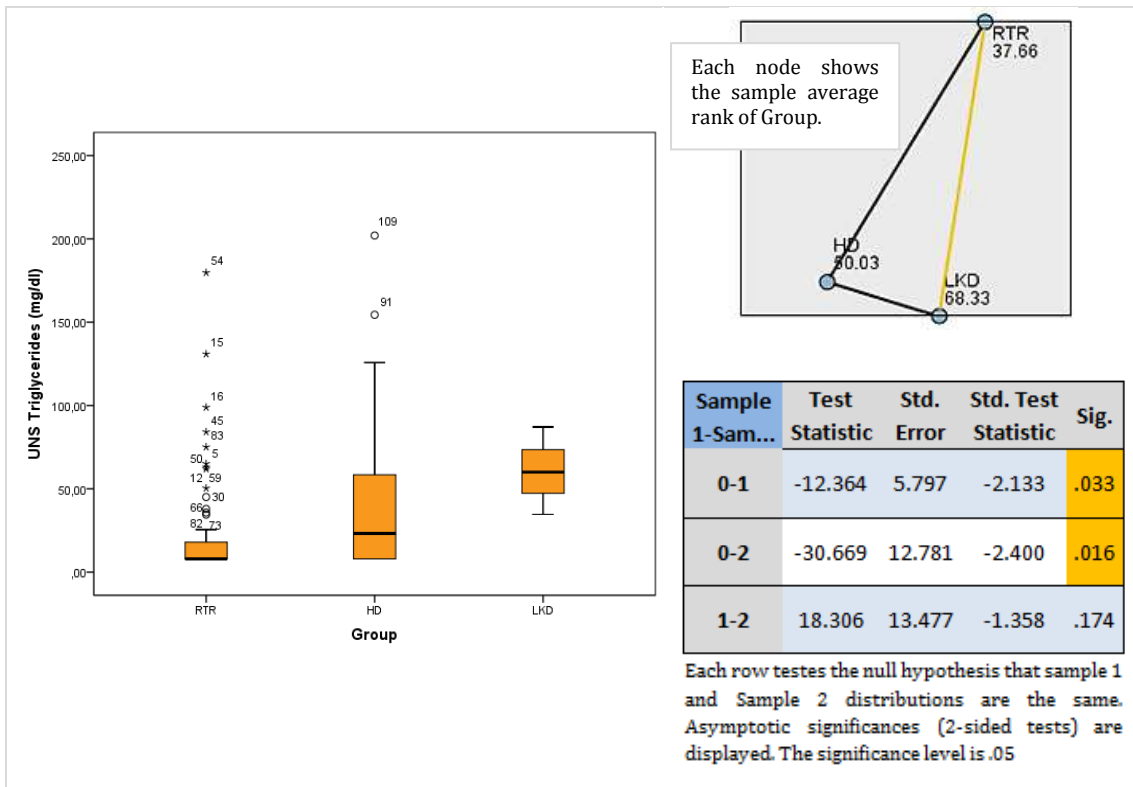 250,00
200,00
150,00
100,00
50,00
,00
UNS Triglycerides (mg/dl)
109
54
91
15
16
45
83
50 5
12 59
30
66
82 73
RTR HD LKD
Group
Each node shows
the sample average
rank of Group.
RTR
37.66
HD
50.03
LKD
68.33
Sample Test Std. Std. Test Sig.
1-Sam... Statistic Error Statistic
0-1 -12.364 5.797 -2.133 .033
0-2 -30.669 12.781 -2.400 .016
1-2 18.306 13.477 -1.358 .174
Each row testes the null hypothesis that sample 1
and Sample 2 distributions are the same.
Asymptotic significances (2-sided tests) are
displayed. The significance level is .05